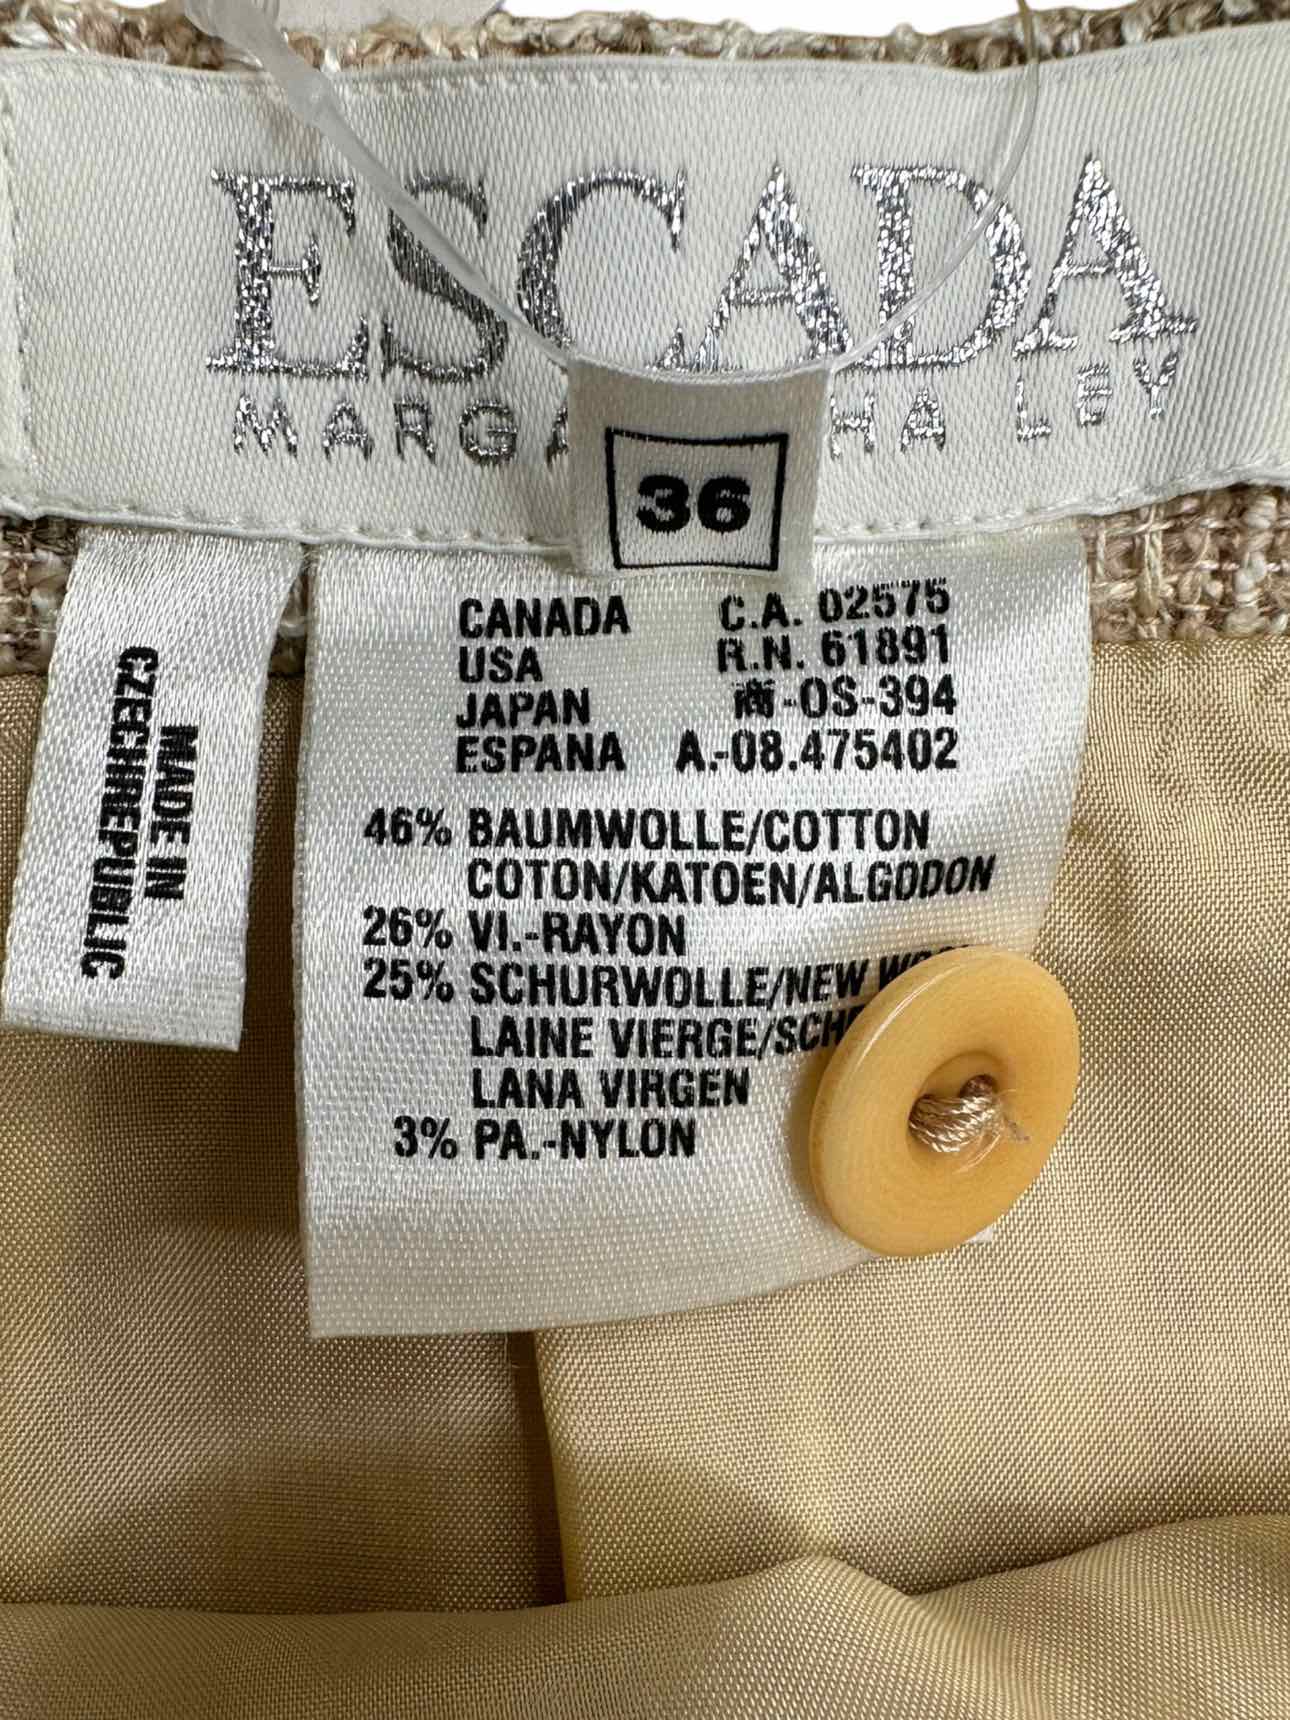 ESCADA
MARGA HA LEY
36
CANADA C.A. 02575
USA R.N. 61891
JAPAN 商-OS-394
ESPANA A.-08.475402
46% BAUMWOLLE/COTTON
COTON/KATOEN/ALGODON
26% VI.-RAYON
25% SCHURWOLLE/NEW
LAINE VIERGE/
LANA VIRGEN
3% PA.-NYLON
MADE IN
CZECHREPUBLIC